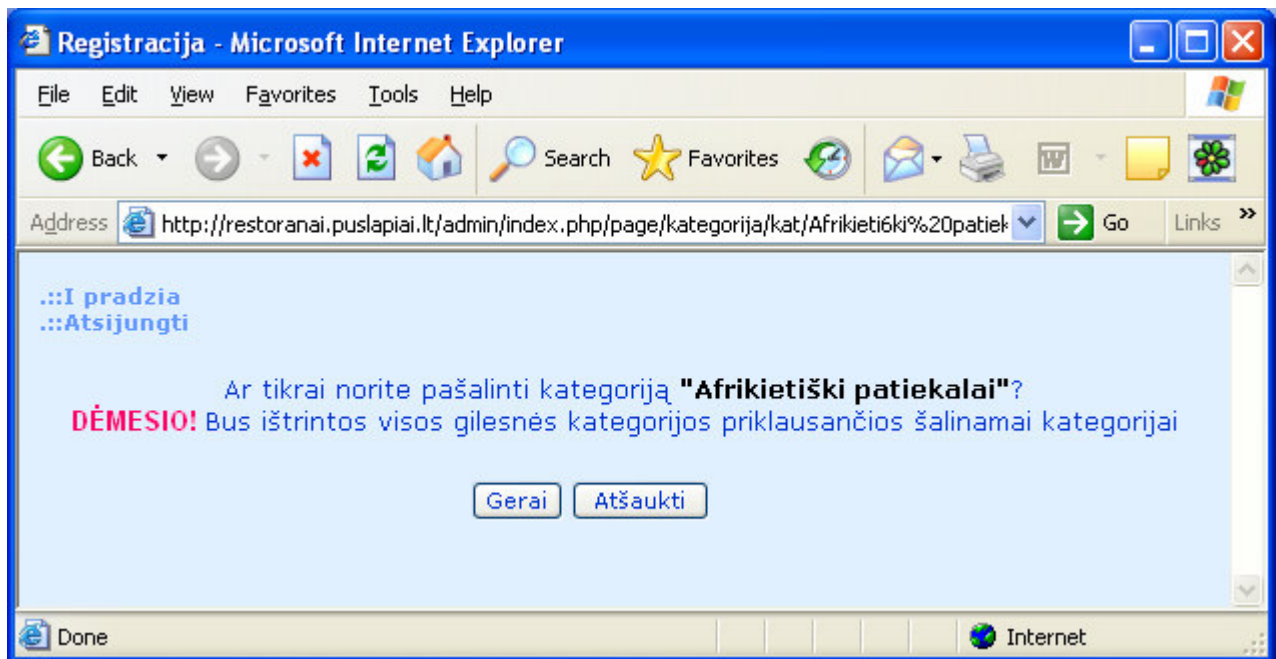 Registracija - Microsoft Internet Explorer
File Edit View Favorites Tools Help
Back Search Favorites W
Address http://restoranai.puslapiai.lt/admin/index.php/page/kategorija/kat/Afrikieti6ki%20patiek Go Links »
.::I pradzia
.::Atsijungti
Ar tikrai norite pašalinti kategoriją "Afrikietiški patiekalai"?
DĖMESIO! Bus ištrintos visos gilesnės kategorijos priklausančios šalinamai kategorijai
Gerai Atšaukti
Done Internet